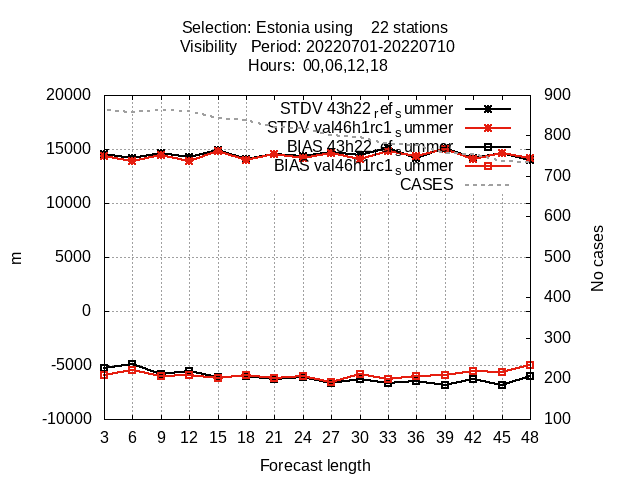 Selection: Estonia using 22 stations
Visibility Period: 20220701-20220710
Hours: 00,06,12,18
20000
15000
10000
5000
0
-5000
-10000
m
STDV 43h22_ref_summer
STDV val46h1rc1_summer
BIAS 43h22_ref_summer
BIAS val46h1rc1_summer
CASES
900
800
700
600
500
400
300
200
100
No cases
3 6 9 12 15 18 21 24 27 30 33 36 39 42 45 48
Forecast length